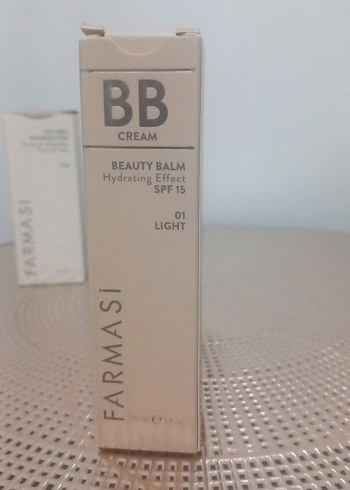 BB
CREAM
BEAUTY BALM
Hydrating Effect
SPF 15
01
LIGHT
FARMASİ
FARMASİ